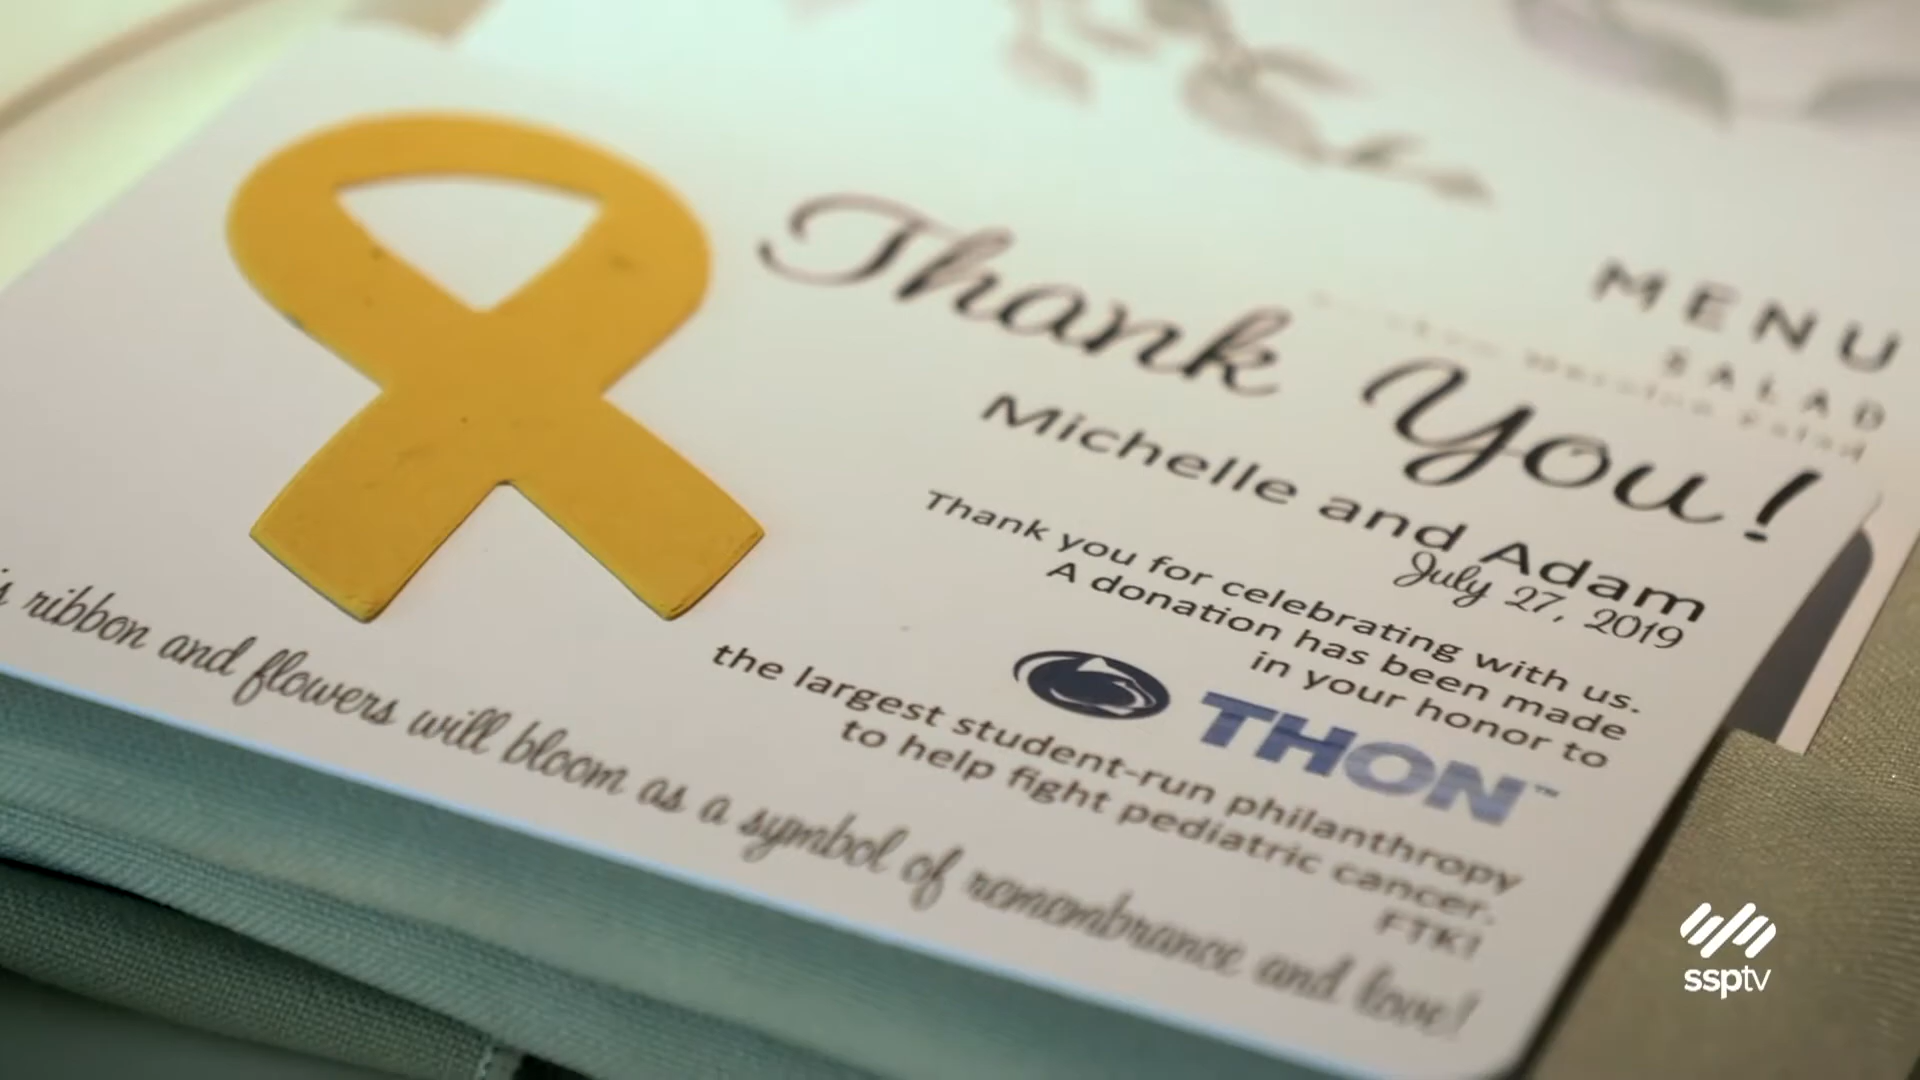 MENU
SALAD
Thank You!
Michelle and Adam
July 27, 2019
Thank you for celebrating with us.
A donation has been made
in your honor to
THON™
the largest student-run philanthropy
to help fight pediatric cancer.
FTK!
ribbon and flowers will bloom as a symbol of remembrance and love!
ssptv